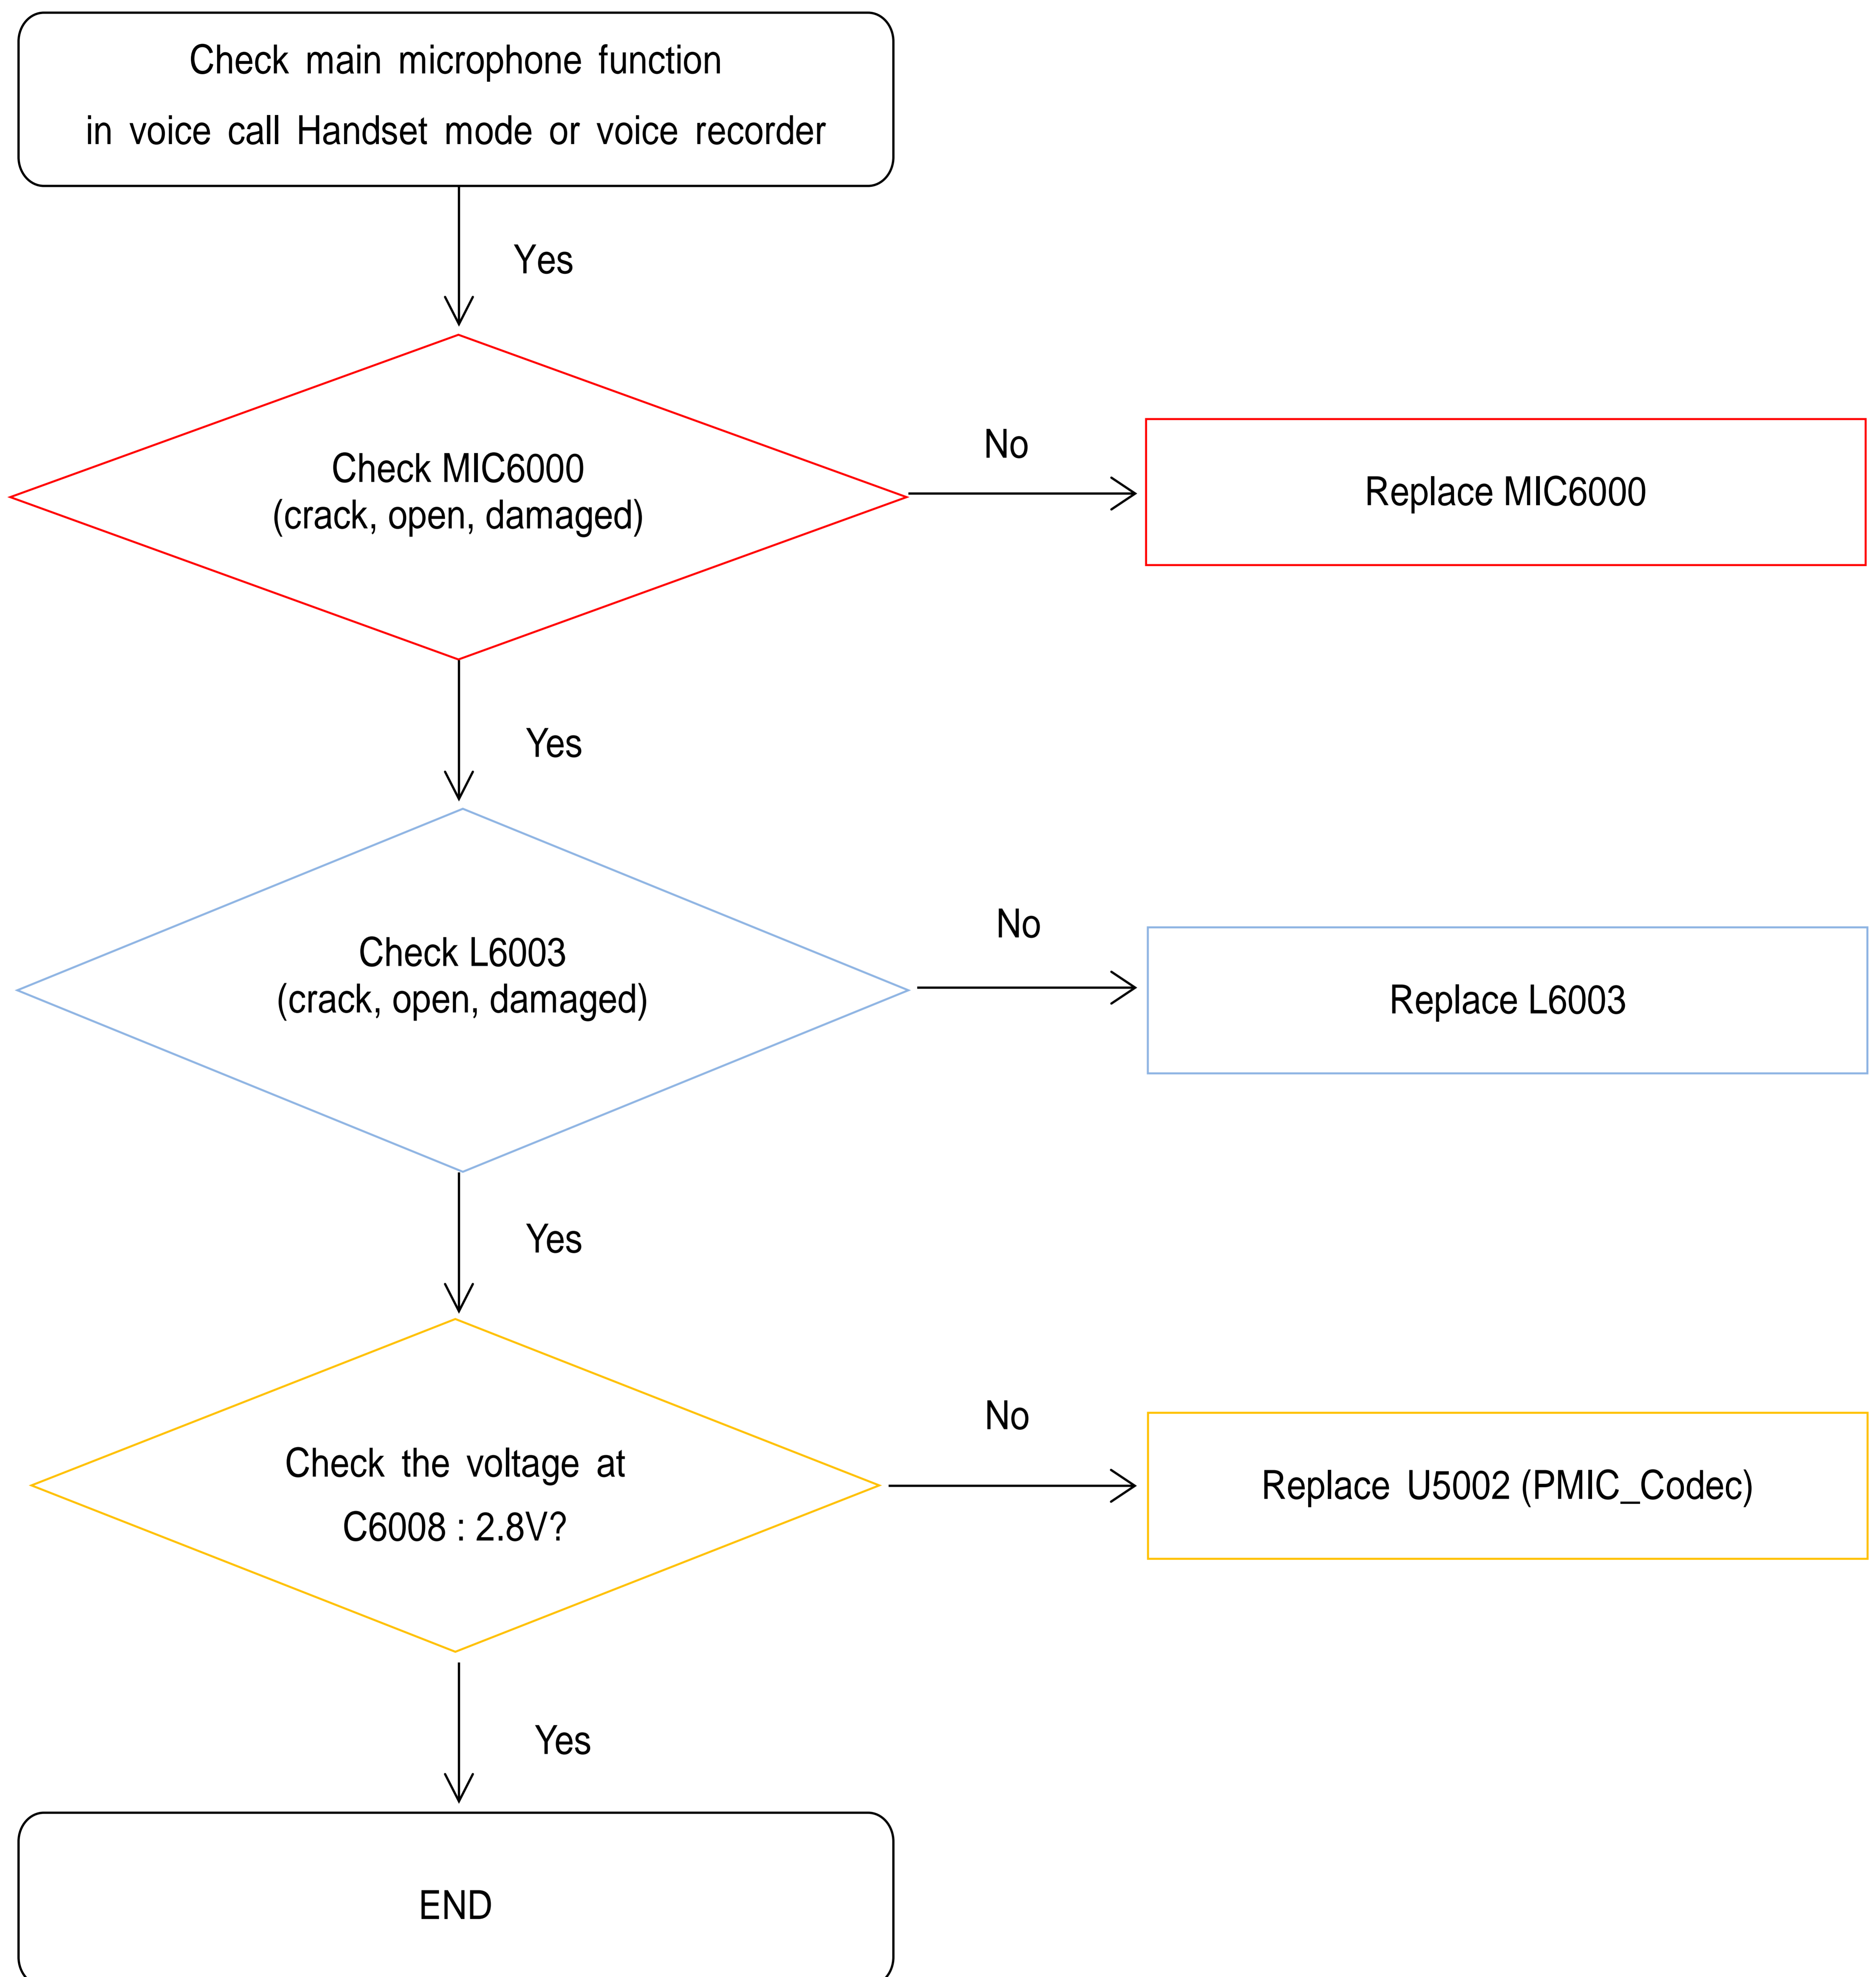 Check main microphone function
in voice call Handset mode or voice recorder
Yes
Check MIC6000
(crack, open, damaged)
No
Replace MIC6000
Yes
Check L6003
(crack, open, damaged)
No
Replace L6003
Yes
Check the voltage at
C6008 : 2.8V?
No
Replace U5002 (PMIC_Codec)
Yes
END